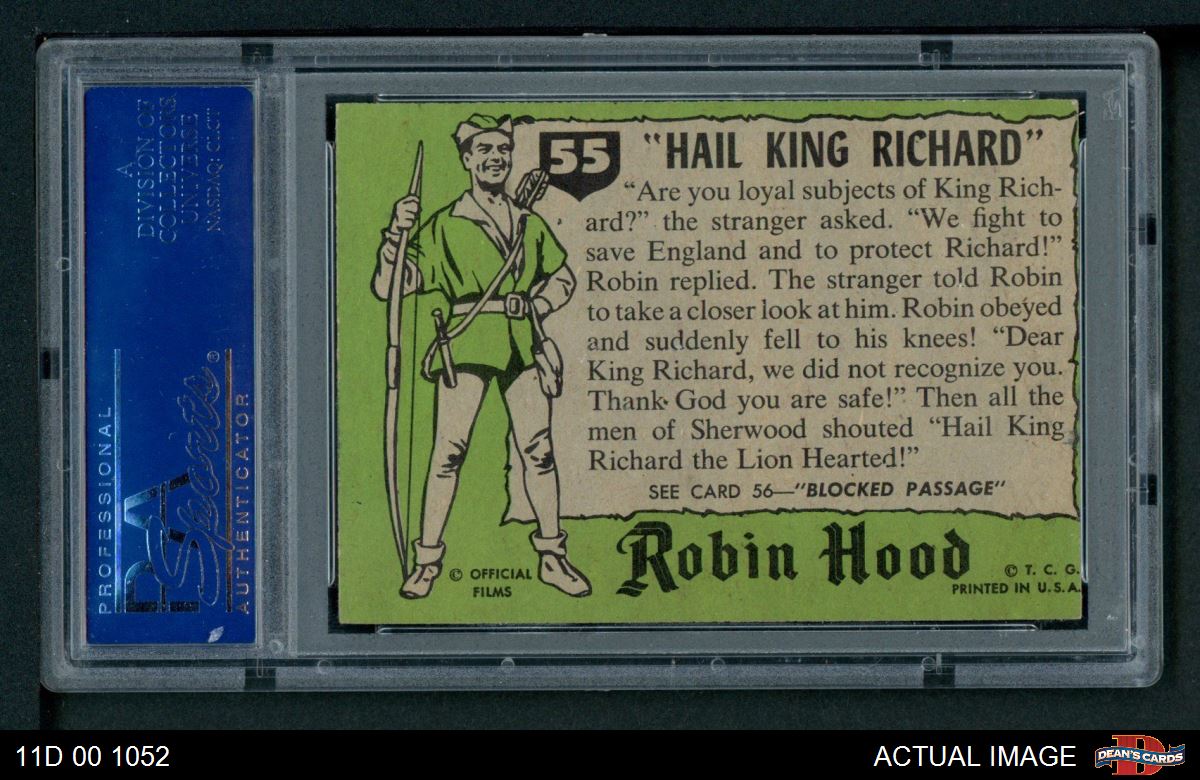 A
DIVISION OF
COLLECTORS
UNIVERSE
NASDAQ: CLCT
PROFESSIONAL
PSA
Sports®
AUTHENTICATOR
55
"HAIL KING RICHARD"
"Are you loyal subjects of King Rich-
ard?" the stranger asked. "We fight to
save England and to protect Richard!"
Robin replied. The stranger told Robin
to take a closer look at him. Robin obeyed
and suddenly fell to his knees! "Dear
King Richard, we did not recognize you.
Thank God you are safe!" Then all the
men of Sherwood shouted "Hail King
Richard the Lion Hearted!"
SEE CARD 56—"BLOCKED PASSAGE"
© OFFICIAL
FILMS
Robin Hood
© T. C. G.
PRINTED IN U.S.A.
11D 00 1052
ACTUAL IMAGE
D
DEAN'S CARDS